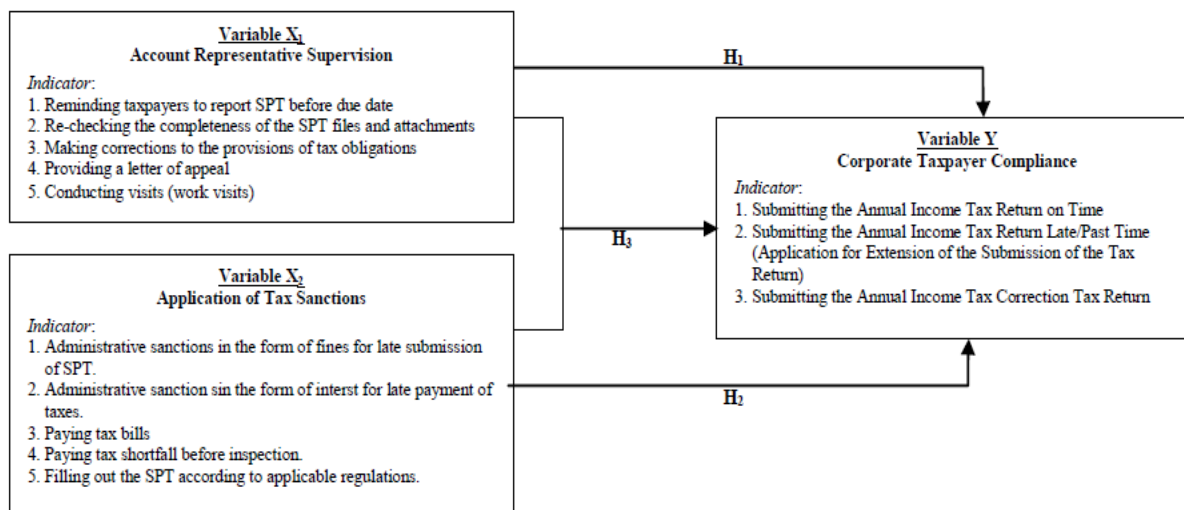 Variable X1
Account Representative Supervision
Indicator:
1. Reminding taxpayers to report SPT before due date
2. Re-checking the completeness of the SPT files and attachments
3. Making corrections to the provisions of tax obligations
4. Providing a letter of appeal
5. Conducting visits (work visits)
Variable X2
Application of Tax Sanctions
Indicator:
1. Administrative sanctions in the form of fines for late submission
of SPT.
2. Administrative sanction sin the form of interst for late payment of
taxes.
3. Paying tax bills
4. Paying tax shortfall before inspection.
5. Filling out the SPT according to applicable regulations.
H1
H3
H2
Variable Y
Corporate Taxpayer Compliance
Indicator:
1. Submitting the Annual Income Tax Return on Time
2. Submitting the Annual Income Tax Return Late/Past Time
(Application for Extension of the Submission of the Tax
Return)
3. Submitting the Annual Income Tax Correction Tax Return